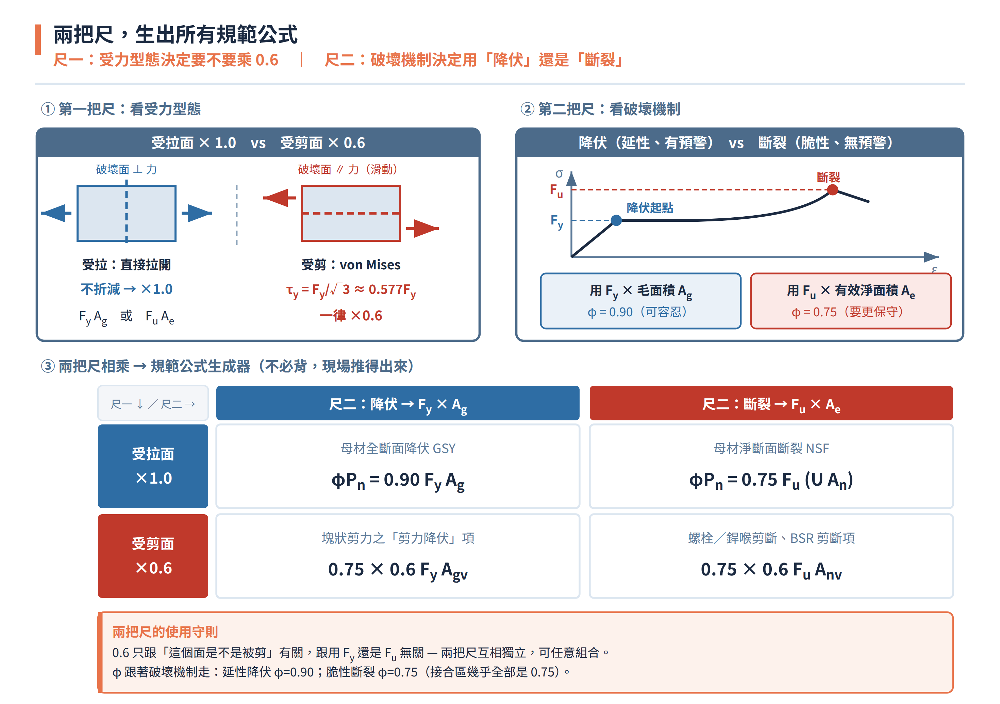 兩把尺，生出所有規範公式
尺一：受力型態決定要不要乘 0.6 ｜ 尺二：破壞機制決定用「降伏」還是「斷裂」
① 第一把尺：看受力型態
受拉面 × 1.0 vs 受剪面 × 0.6
破壞面 ⊥ 力
破壞面 ⫽ 力（滑動）
受拉：直接拉開
不折減 → ×1.0
Fy Ag 或 Fu Ae
受剪：von Mises
τy = Fy/√3 ≈ 0.577Fy
一律 ×0.6
② 第二把尺：看破壞機制
降伏（延性、有預警） vs 斷裂（脆性、無預警）
σ
Fu
斷裂
降伏起點
Fy
ε
用 Fy × 毛面積 Ag
φ = 0.90（可容忍）
用 Fu × 有效淨面積 Ae
φ = 0.75（要更保守）
③ 兩把尺相乘 → 規範公式生成器（不必背，現場推得出來）
尺一 ↓ ／ 尺二 →
尺二：降伏 → Fy × Ag
尺二：斷裂 → Fu × Ae
受拉面
×1.0
母材全斷面降伏 GSY
φPn = 0.90 Fy Ag
母材淨斷面斷裂 NSF
φPn = 0.75 Fu (U An)
受剪面
×0.6
塊狀剪力之「剪力降伏」項
0.75 × 0.6 Fy Agv
螺栓／銲喉剪斷、BSR 剪斷項
0.75 × 0.6 Fu Anv
兩把尺的使用守則
0.6 只跟「這個面是不是被剪」有關，跟用 Fy 還是 Fu 無關 — 兩把尺互相獨立，可任意組合。
φ 跟著破壞機制走：延性降伏 φ=0.90；脆性斷裂 φ=0.75（接合區幾乎全部是 0.75）。